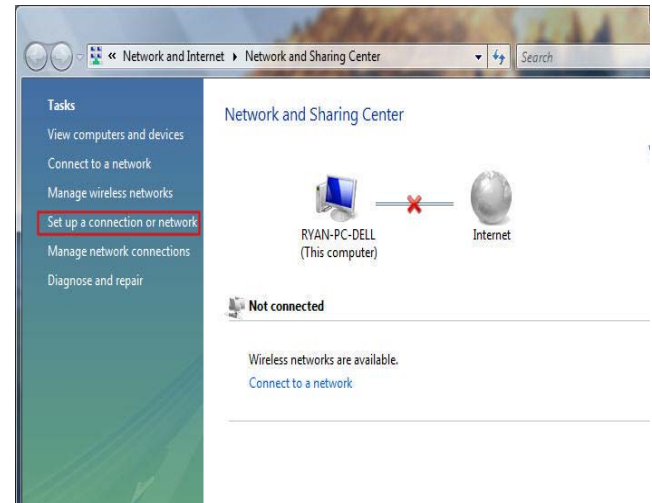 « Network and Internet ▸ Network and Sharing Center
Search
Tasks
View computers and devices
Connect to a network
Manage wireless networks
Set up a connection or network
Manage network connections
Diagnose and repair
Network and Sharing Center
RYAN-PC-DELL
(This computer)
Internet
Not connected
Wireless networks are available.
Connect to a network